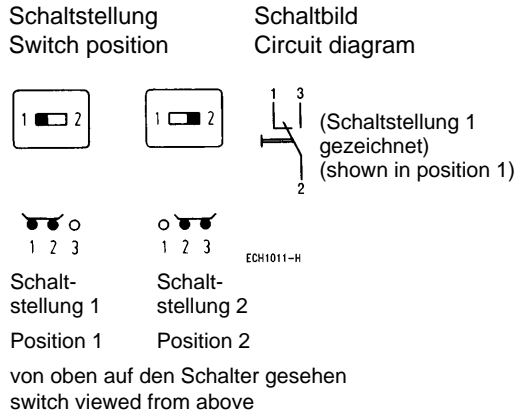 Schaltstellung Schaltbild
Switch position Circuit diagram
1 2
1 2
1 3
(Schaltstellung 1
gezeichnet)
(shown in position 1)
2
1 2 3
1 2 3
ECH1011-H
Schalt-
stellung 1
Schalt-
stellung 2
Position 1 Position 2
von oben auf den Schalter gesehen
switch viewed from above